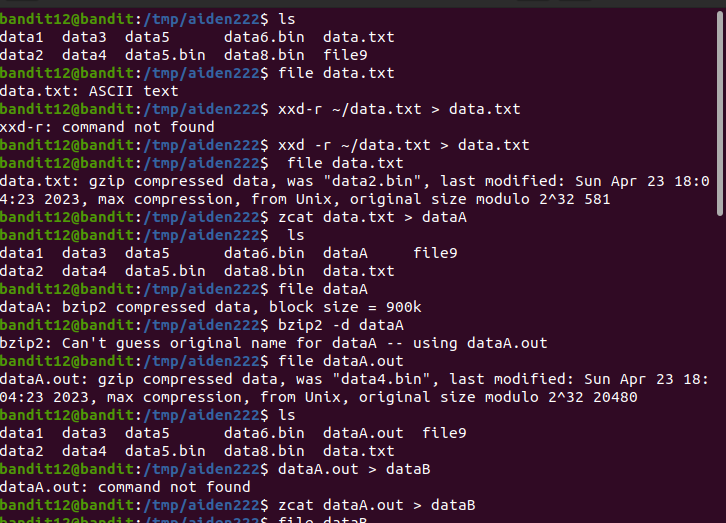 bandit12@bandit:/tmp/aiden222$ ls
data1  data3  data5      data6.bin  data.txt
data2  data4  data5.bin  data8.bin  file9
bandit12@bandit:/tmp/aiden222$ file data.txt
data.txt: ASCII text
bandit12@bandit:/tmp/aiden222$ xxd-r ~/data.txt > data.txt
xxd-r: command not found
bandit12@bandit:/tmp/aiden222$ xxd -r ~/data.txt > data.txt
bandit12@bandit:/tmp/aiden222$  file data.txt
data.txt: gzip compressed data, was "data2.bin", last modified: Sun Apr 23 18:0
4:23 2023, max compression, from Unix, original size modulo 2^32 581
bandit12@bandit:/tmp/aiden222$ zcat data.txt > dataA
bandit12@bandit:/tmp/aiden222$  ls
data1  data3  data5      data6.bin  dataA     file9
data2  data4  data5.bin  data8.bin  data.txt
bandit12@bandit:/tmp/aiden222$ file dataA
dataA: bzip2 compressed data, block size = 900k
bandit12@bandit:/tmp/aiden222$ bzip2 -d dataA
bzip2: Can't guess original name for dataA -- using dataA.out
bandit12@bandit:/tmp/aiden222$ file dataA.out
dataA.out: gzip compressed data, was "data4.bin", last modified: Sun Apr 23 18:
04:23 2023, max compression, from Unix, original size modulo 2^32 20480
bandit12@bandit:/tmp/aiden222$ ls
data1  data3  data5      data6.bin  dataA.out  file9
data2  data4  data5.bin  data8.bin  data.txt
bandit12@bandit:/tmp/aiden222$ dataA.out > dataB
dataA.out: command not found
bandit12@bandit:/tmp/aiden222$ zcat dataA.out > dataB
bandit12@bandit:/tmp/aiden222$ file dataB